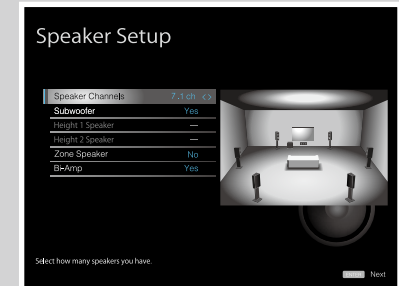 Speaker Setup
Speaker Channels 7.1 ch < >
Subwoofer Yes
Height 1 Speaker —
Height 2 Speaker —
Zone Speaker No
Bi-Amp Yes
Select how many speakers you have.
ENTER Next